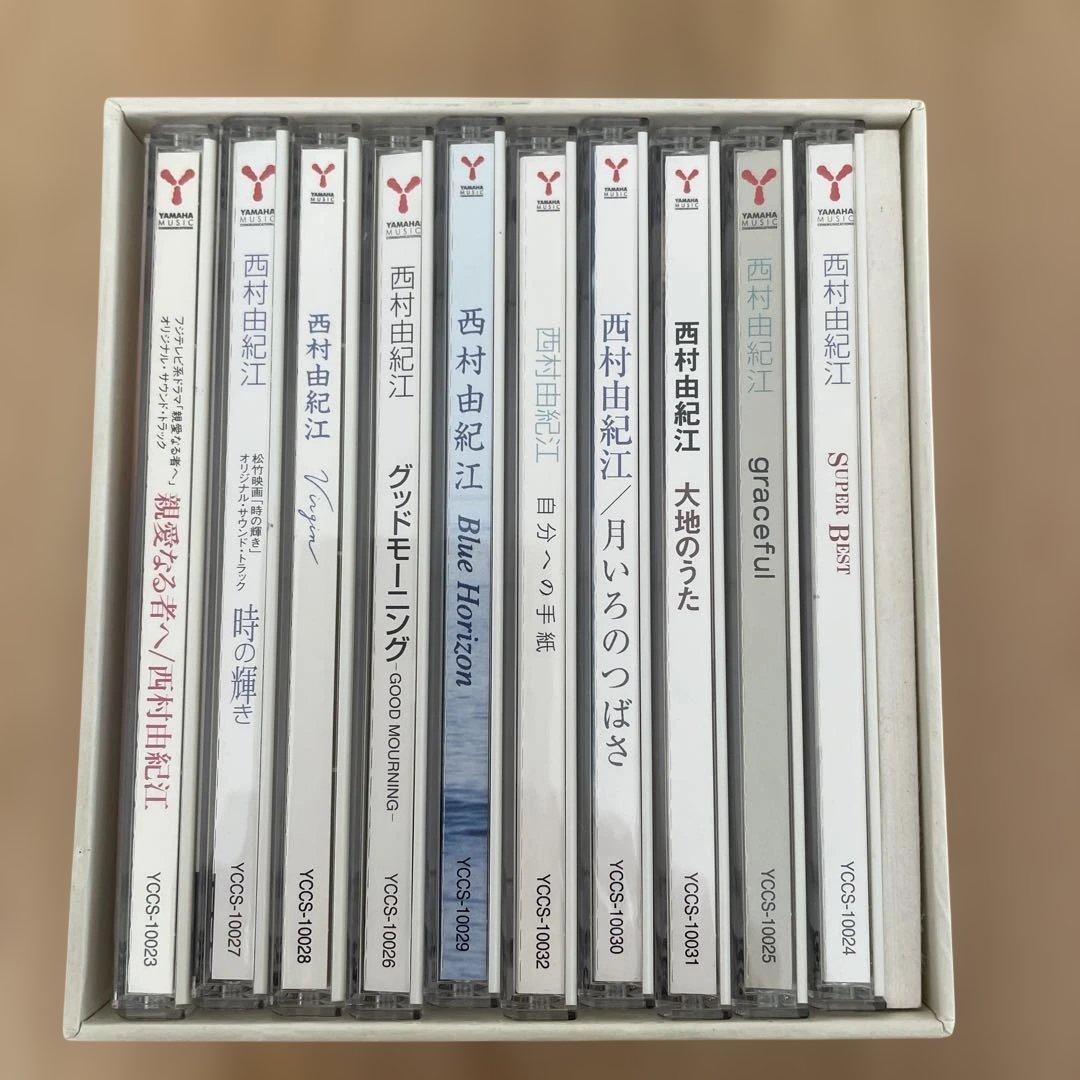 YAMAHA
MUSIC
COMMUNICATIONS
フジテレビ系ドラマ「親愛なる者へ」
オリジナル・サウンド・トラック
親愛なる者へ/西村由紀江
YCCS-10023
YAMAHA
MUSIC
COMMUNICATIONS
西村由紀江
松竹映画「時の輝き」
オリジナル・サウンド・トラック
時の輝き
YCCS-10027
YAMAHA
MUSIC
西村由紀江
Virgin
YCCS-10028
YAMAHA
MUSIC
COMMUNICATIONS
西村由紀江
グッドモーニング
-GOOD MOURNING-
YCCS-10026
YAMAHA
MUSIC
西村由紀江
Blue Horizon
YCCS-10029
YAMAHA
MUSIC
西村由紀江
自分への手紙
YCCS-10032
YAMAHA
MUSIC
西村由紀江/月いろのつばさ
YCCS-10030
YAMAHA
MUSIC
西村由紀江
大地のうた
YCCS-10031
YAMAHA
MUSIC
COMMUNICATIONS
西村由紀江
graceful
YCCS-10025
YAMAHA
MUSIC
COMMUNICATIONS
西村由紀江
SUPER BEST
YCCS-10024